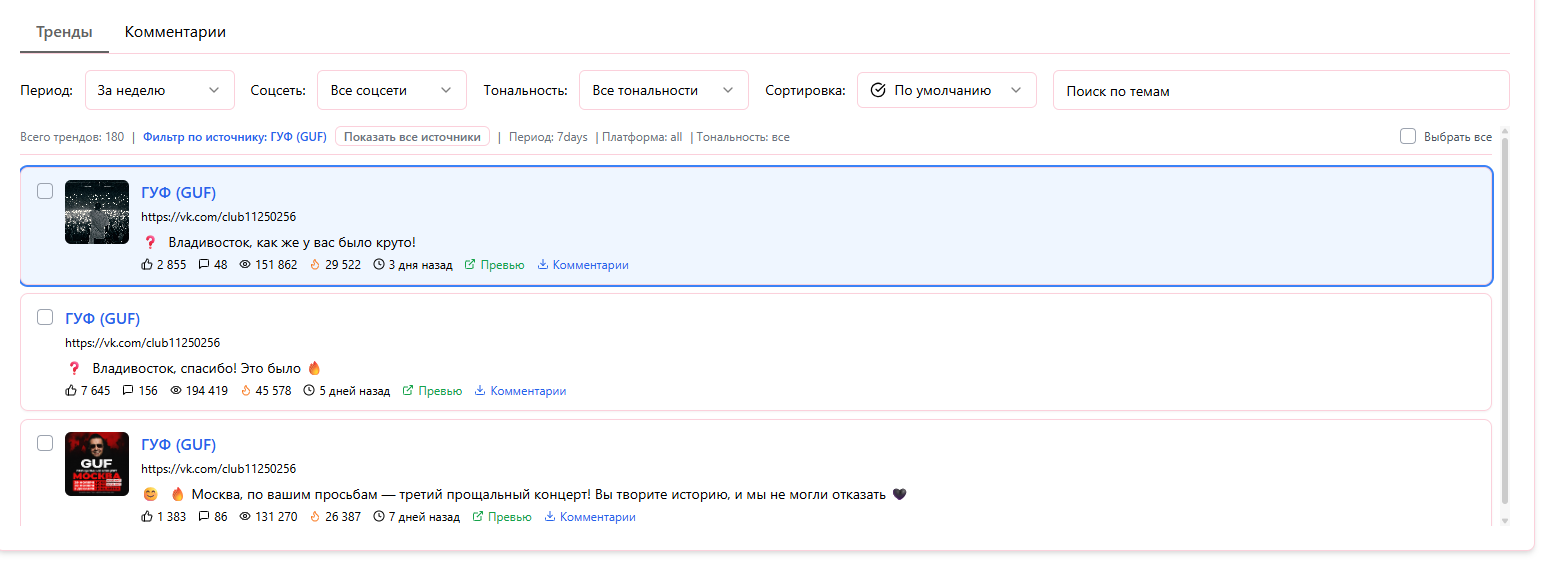 Тренды Комментарии
Период: За неделю Соцсеть: Все соцсети Тональность: Все тональности Сортировка: По умолчанию Поиск по темам
Всего трендов: 180 | Фильтр по источнику: ГУФ (GUF) Показать все источники | Период: 7days | Платформа: all | Тональность: все Выбрать все
ГУФ (GUF)
https://vk.com/club11250256
❓ Владивосток, как же у вас было круто!
2 855 48 151 862 29 522 3 дня назад Превью Комментарии
ГУФ (GUF)
https://vk.com/club11250256
❓ Владивосток, спасибо! Это было 🔥
7 645 156 194 419 45 578 5 дней назад Превью Комментарии
GUF
МОСКВА
ГУФ (GUF)
https://vk.com/club11250256
😊 🔥 Москва, по вашим просьбам — третий прощальный концерт! Вы творите историю, и мы не могли отказать 🖤
1 383 86 131 270 26 387 7 дней назад Превью Комментарии